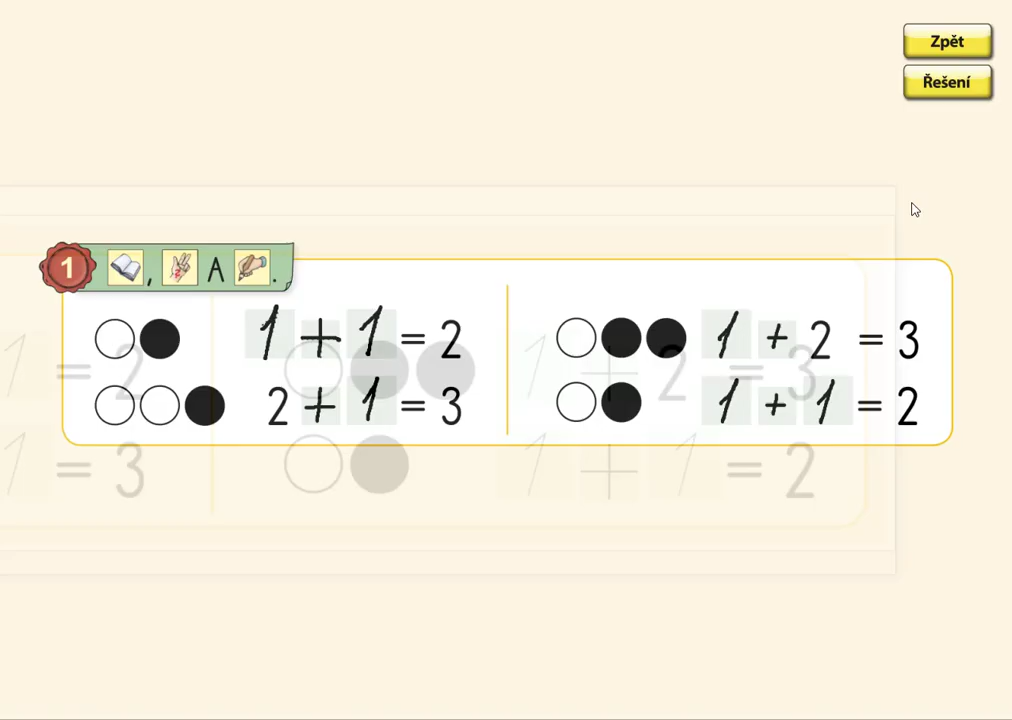 Zpět
Řešení
1 , A .
1 + 1 = 2
2 + 1 = 3
1 + 2 = 3
1 + 1 = 2